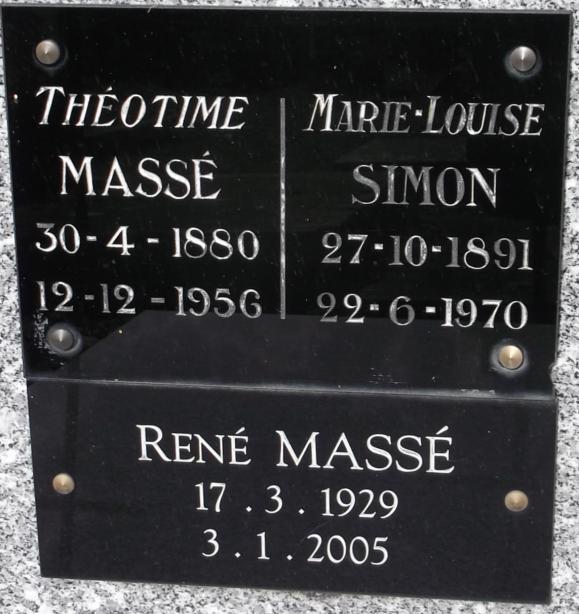 THÉOTIME
MASSÉ
30-4-1880
12-12-1956
MARIE-LOUISE
SIMON
27-10-1891
22-6-1970
RENÉ MASSÉ
17.3.1929
3.1.2005